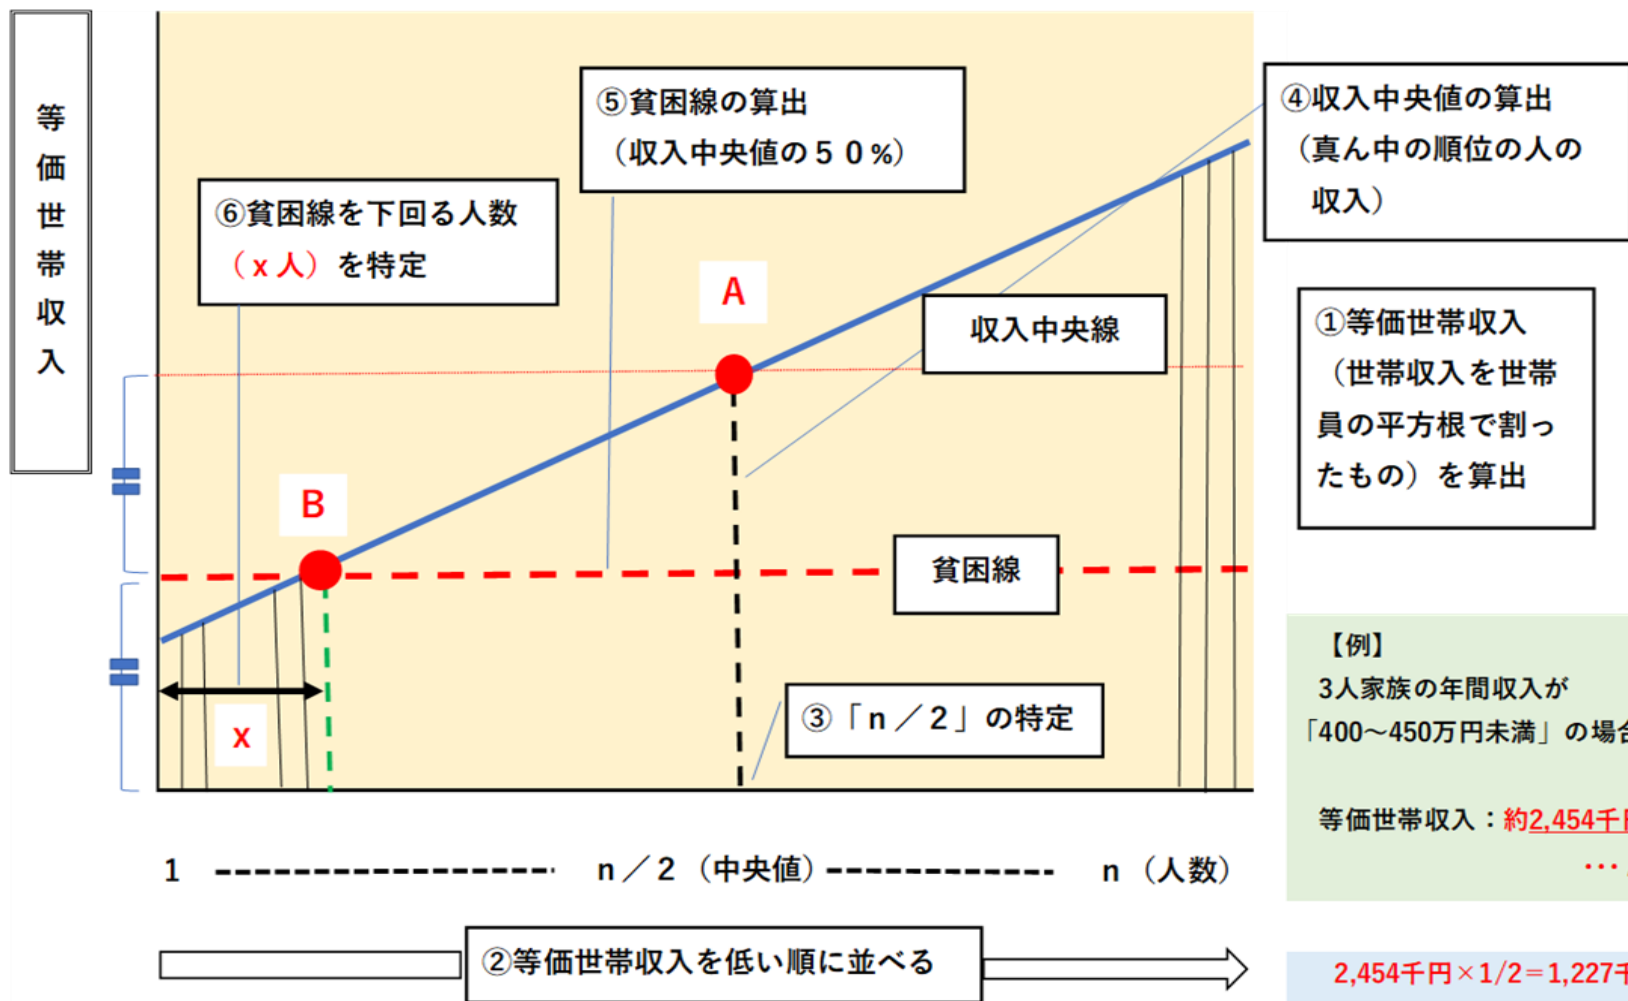 等価世帯収入
⑤貧困線の算出
（収入中央値の５０％）
④収入中央値の算出
（真ん中の順位の人の
収入）
⑥貧困線を下回る人数
（ｘ人）を特定
A
収入中央線
①等価世帯収入
（世帯収入を世帯
員の平方根で割っ
たもの）を算出
B
貧困線
x
③「ｎ／２」の特定
【例】
3人家族の年間収入が
「400～450万円未満」の場合
等価世帯収入：約2,454千円
…
1
ｎ／２（中央値）
ｎ（人数）
②等価世帯収入を低い順に並べる
2,454千円×1/2＝1,227千